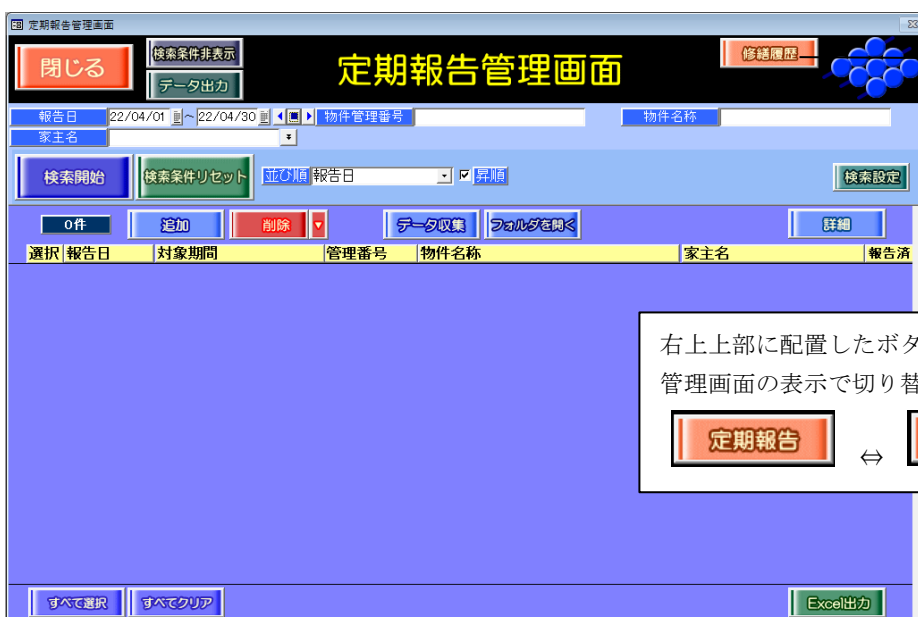 定期報告管理画面
閉じる
検索条件非表示
データ出力
定期報告管理画面
修繕履歴
報告日 22/04/01 ~ 22/04/30 物件管理番号 物件名称
家主名
検索開始 検索条件リセット 並び順 報告日 昇順 検索設定
0件 追加 削除 データ収集 フォルダを開く 詳細
選択 報告日 対象期間 管理番号 物件名称 家主名 報告済
右上上部に配置したボタ
管理画面の表示で切り替
定期報告 ⇔
すべて選択 すべてクリア Excel出力